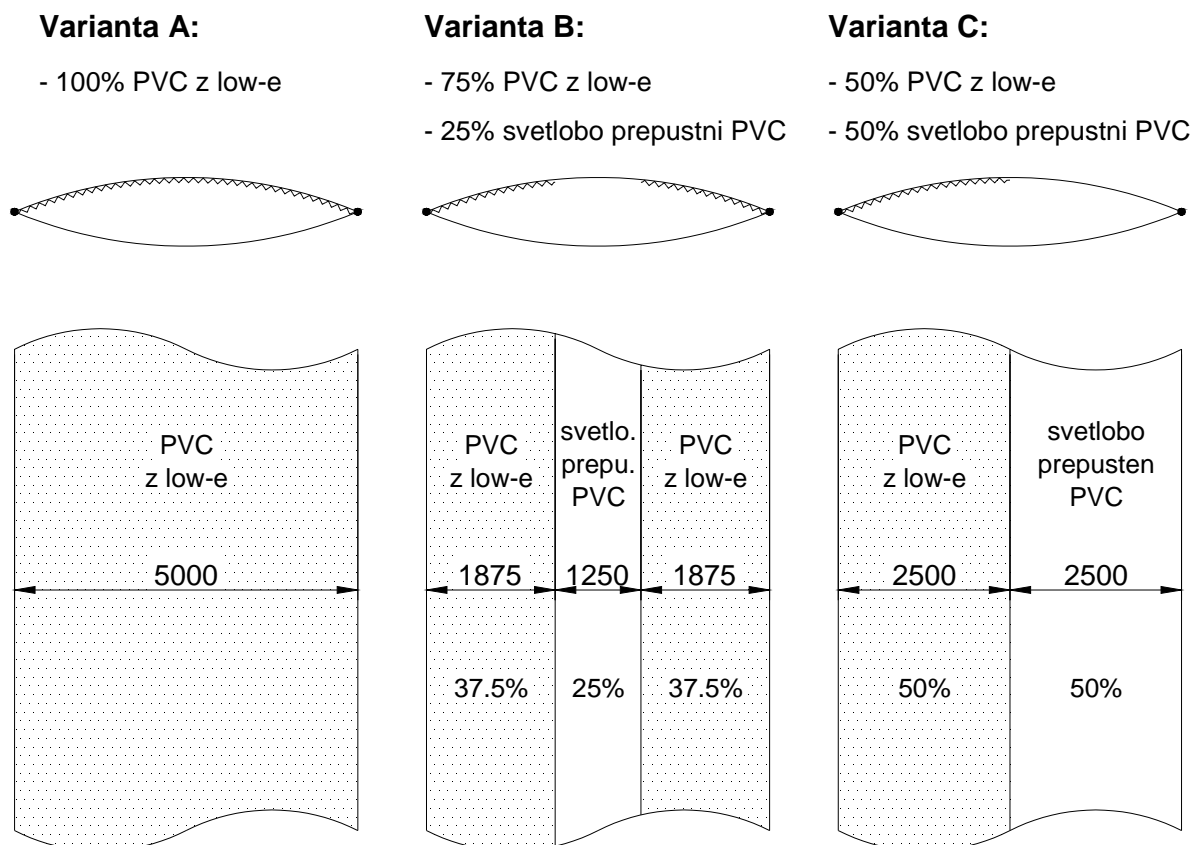 Varianta A:
- 100% PVC z low-e
PVC
z low-e
5000
Varianta B:
- 75% PVC z low-e
- 25% svetlobo prepustni PVC
PVC
z low-e
svetlo.
prepu.
PVC
PVC
z low-e
1875
1250
1875
37.5%
25%
37.5%
Varianta C:
- 50% PVC z low-e
- 50% svetlobo prepustni PVC
PVC
z low-e
svetlobo
prepusten
PVC
2500
2500
50%
50%